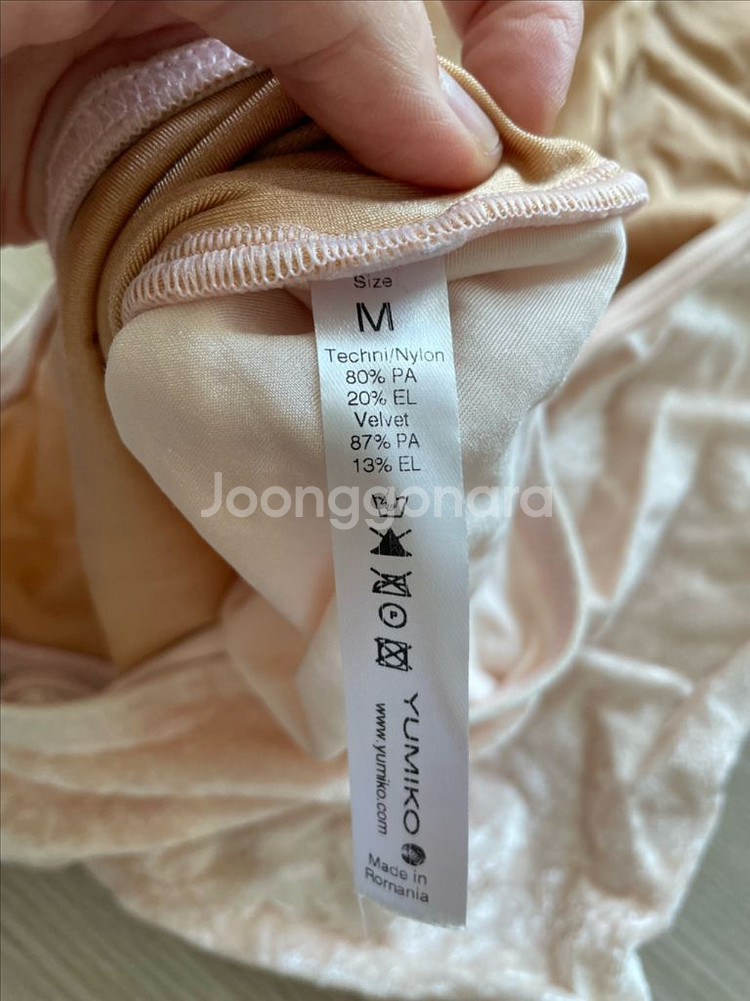 Size
M
Techni/Nylon
80% PA
20% EL
Velvet
87% PA
13% EL
Joonggonara
P
YUMIKO
www.yumiko.com
Made in
Romania